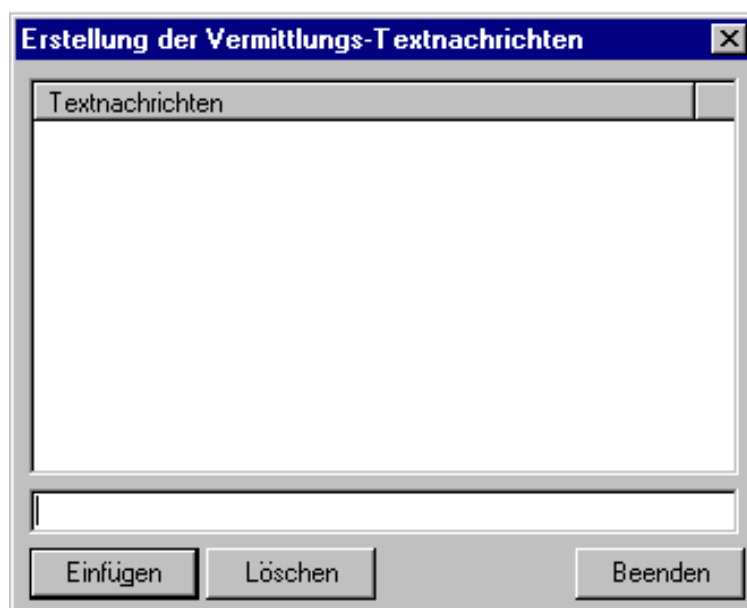 Erstellung der Vermittlungs-Textnachrichten
Textnachrichten
Einfügen Löschen Beenden